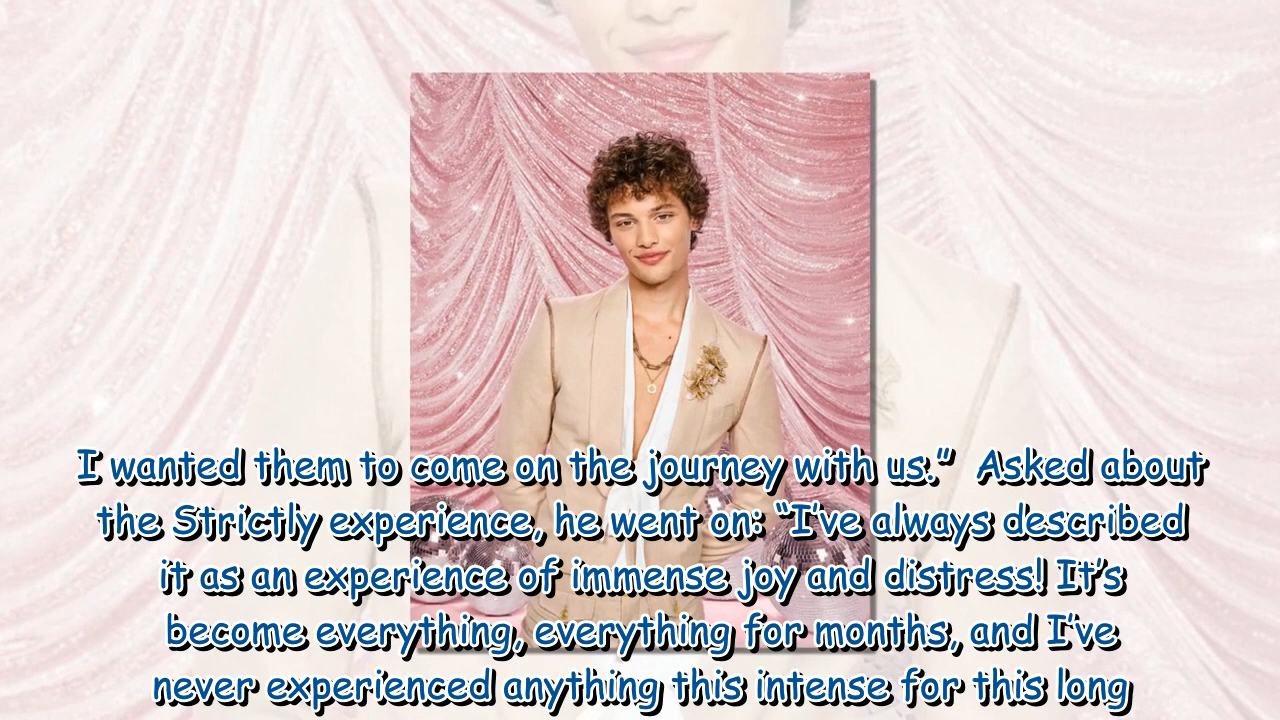 I wanted them to come on the journey with us.”  Asked about
the Strictly experience, he went on: “I’ve always described
it as an experience of immense joy and distress! It’s
become everything, everything for months, and I’ve
never experienced anything this intense for this long